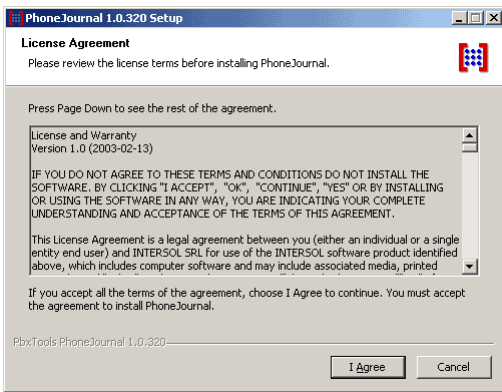 PhoneJournal 1.0.320 Setup
License Agreement
Please review the license terms before installing PhoneJournal.
Press Page Down to see the rest of the agreement.
License and Warranty
Version 1.0 (2003-02-13)
IF YOU DO NOT AGREE TO THESE TERMS AND CONDITIONS DO NOT INSTALL THE
SOFTWARE. BY CLICKING "I ACCEPT", "OK", "CONTINUE", "YES" OR BY INSTALLING
OR USING THE SOFTWARE IN ANY WAY, YOU ARE INDICATING YOUR COMPLETE
UNDERSTANDING AND ACCEPTANCE OF THE TERMS OF THIS AGREEMENT.
This License Agreement is a legal agreement between you (either an individual or a single
entity end user) and INTERSOL SRL for use of the INTERSOL software product identified
above, which includes computer software and may include associated media, printed
If you accept all the terms of the agreement, choose I Agree to continue. You must accept
the agreement to install PhoneJournal.
PbxTools PhoneJournal 1.0.320
I Agree
Cancel